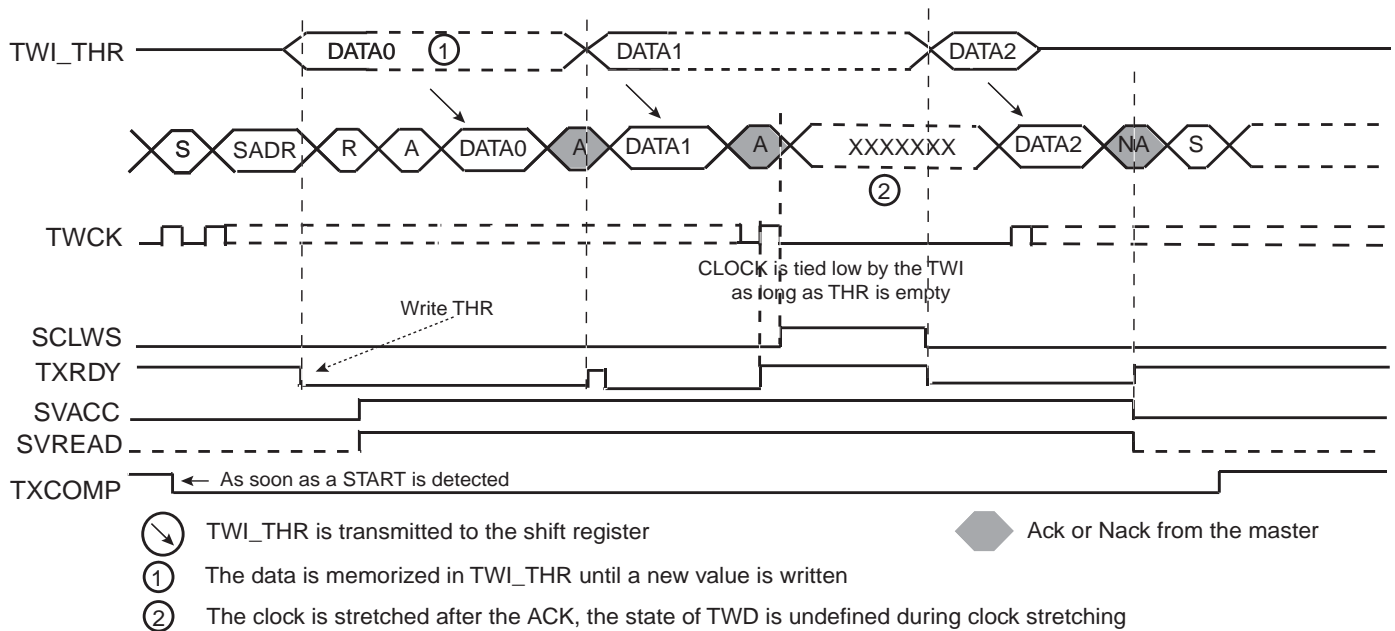 TWI_THR DATA0 1 DATA1 DATA2
S SADR R A DATA0 A DATA1 A XXXXXXX DATA2 NA S
2
TWCK
CLOCK is tied low by the TWI
as long as THR is empty
Write THR
SCLWS
TXRDY
SVACC
SVREAD
TXCOMP As soon as a START is detected
TWI_THR is transmitted to the shift register Ack or Nack from the master
1 The data is memorized in TWI_THR until a new value is written
2 The clock is stretched after the ACK, the state of TWD is undefined during clock stretching